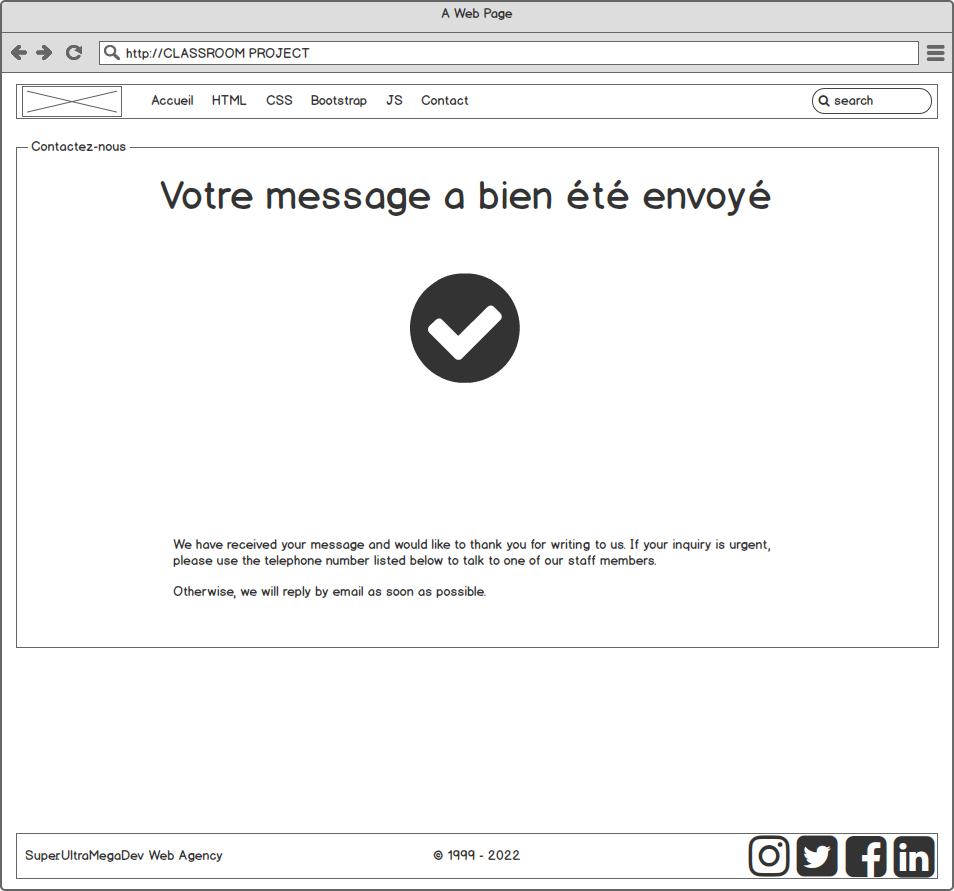 A Web Page
http://CLASSROOM PROJECT
Accueil HTML CSS Bootstrap JS Contact search
Contactez-nous
Votre message a bien été envoyé
We have received your message and would like to thank you for writing to us. If your inquiry is urgent,
please use the telephone number listed below to talk to one of our staff members.
Otherwise, we will reply by email as soon as possible.
SuperUltraMegaDev Web Agency © 1999 - 2022